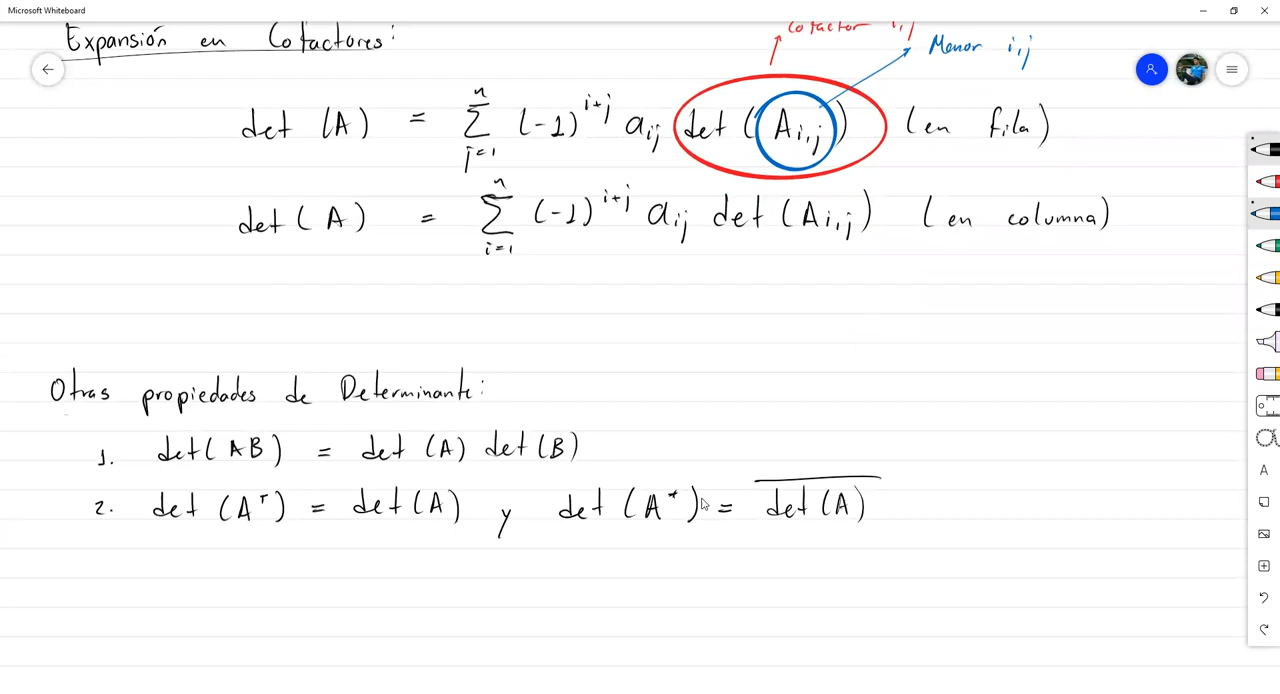 Microsoft Whiteboard
Expansión en Cofactores:
Cofactor i,j
Menor i,j
det (A) = n ∑ j=1 (-1)^{i+j} a_{ij} det (A_{i,j}) (en fila)
det (A) = n ∑ i=1 (-1)^{i+j} a_{ij} det (A_{i,j}) (en columna)
Otras propiedades de Determinante:
1. det(AB) = det (A) det (B)
2. det (A^T) = det (A) y det (A^*) = \overline{det (A)}
A